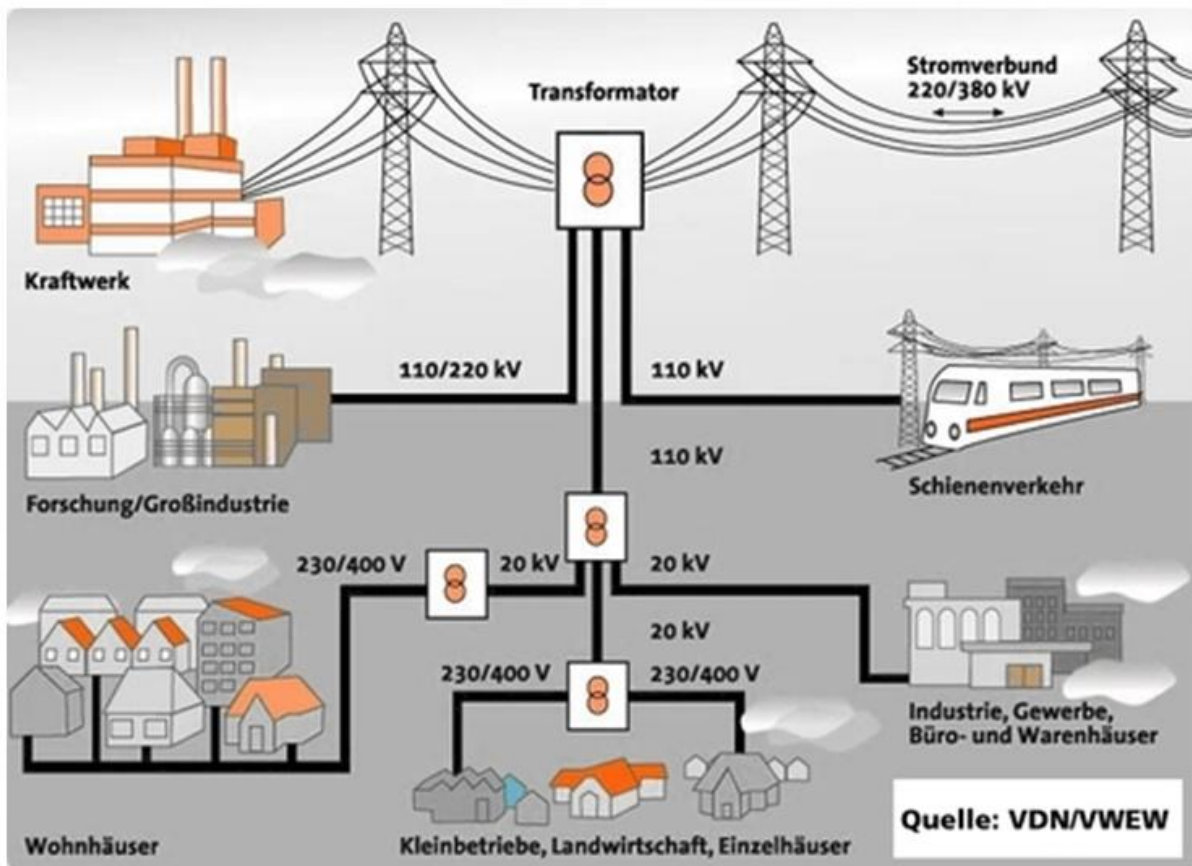 Transformator
Stromverbund
220/380 kV
Kraftwerk
110/220 kV
110 kV
110 kV
Forschung/Großindustrie
Schienenverkehr
230/400 V
20 kV
20 kV
20 kV
230/400 V
230/400 V
Industrie, Gewerbe,
Büro- und Warenhäuser
Wohnhäuser
Kleinbetriebe, Landwirtschaft, Einzelhäuser
Quelle: VDN/VWEW